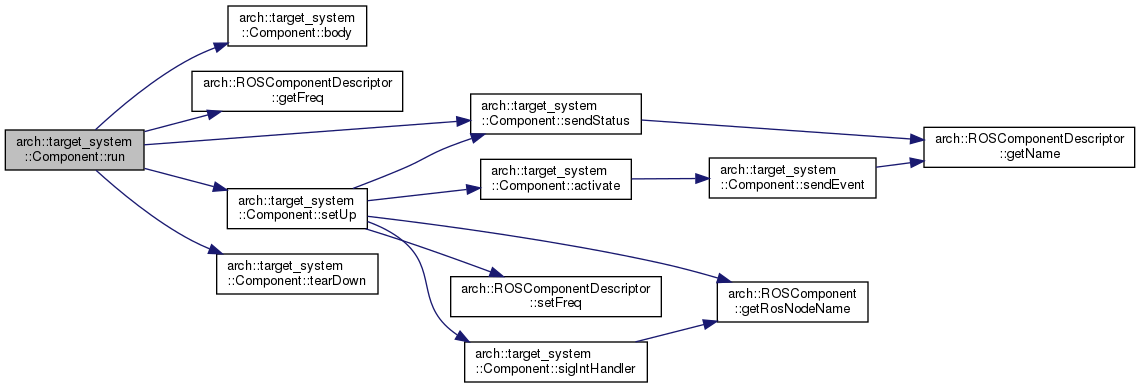 arch::target_system
::Component::body
arch::ROSComponentDescriptor
::getFreq
arch::target_system
::Component::sendStatus
arch::ROSComponentDescriptor
::getName
arch::target_system
::Component::run
arch::target_system
::Component::activate
arch::target_system
::Component::sendEvent
arch::target_system
::Component::setUp
arch::target_system
::Component::tearDown
arch::ROSComponentDescriptor
::setFreq
arch::ROSComponent
::getRosNodeName
arch::target_system
::Component::sigIntHandler